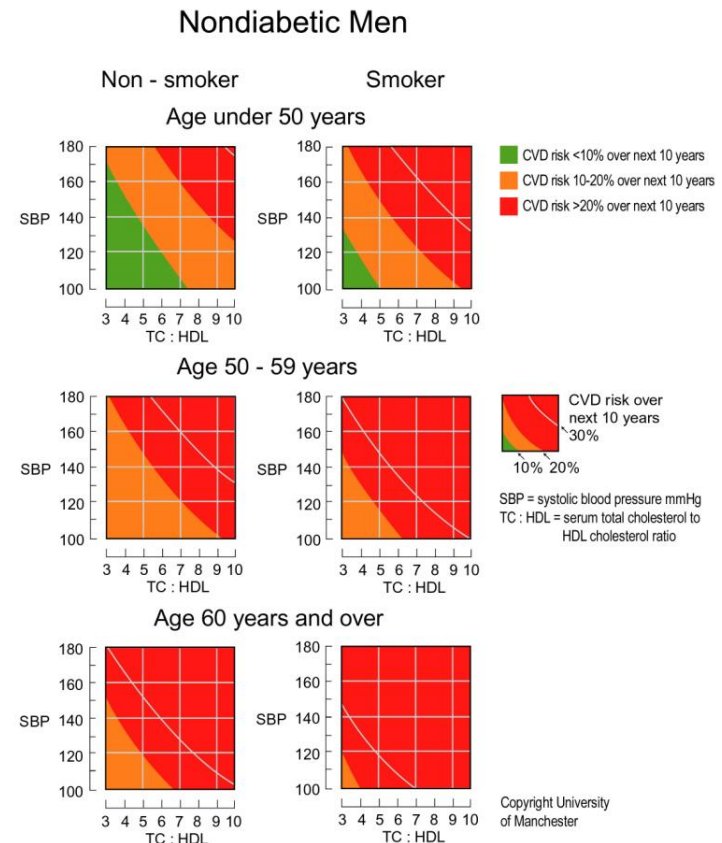 Nondiabetic Men
Non - smoker Smoker
Age under 50 years
180 180
160 160
SBP 140 SBP 140
120 120
100 100
3 4 5 6 7 8 9 10 3 4 5 6 7 8 9 10
TC : HDL TC : HDL
CVD risk <10% over next 10 years
CVD risk 10-20% over next 10 years
CVD risk >20% over next 10 years
Age 50 - 59 years
180 180
160 160
SBP 140 SBP 140
120 120
100 100
3 4 5 6 7 8 9 10 3 4 5 6 7 8 9 10
TC : HDL TC : HDL
CVD risk over
next 10 years
30%
10% 20%
SBP = systolic blood pressure mmHg
TC : HDL = serum total cholesterol to
HDL cholesterol ratio
Age 60 years and over
180 180
160 160
SBP 140 SBP 140
120 120
100 100
3 4 5 6 7 8 9 10 3 4 5 6 7 8 9 10
TC : HDL TC : HDL
Copyright University
of Manchester